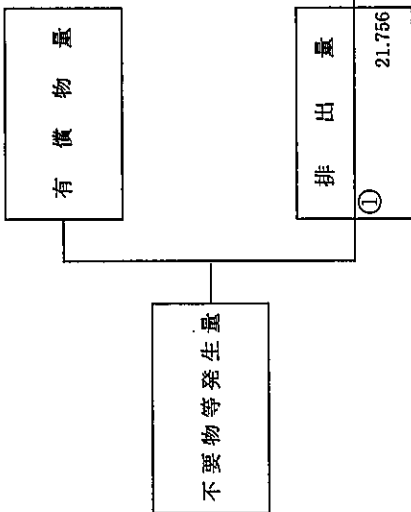 不要物等発生量
有償物量
排出量
①
21.756